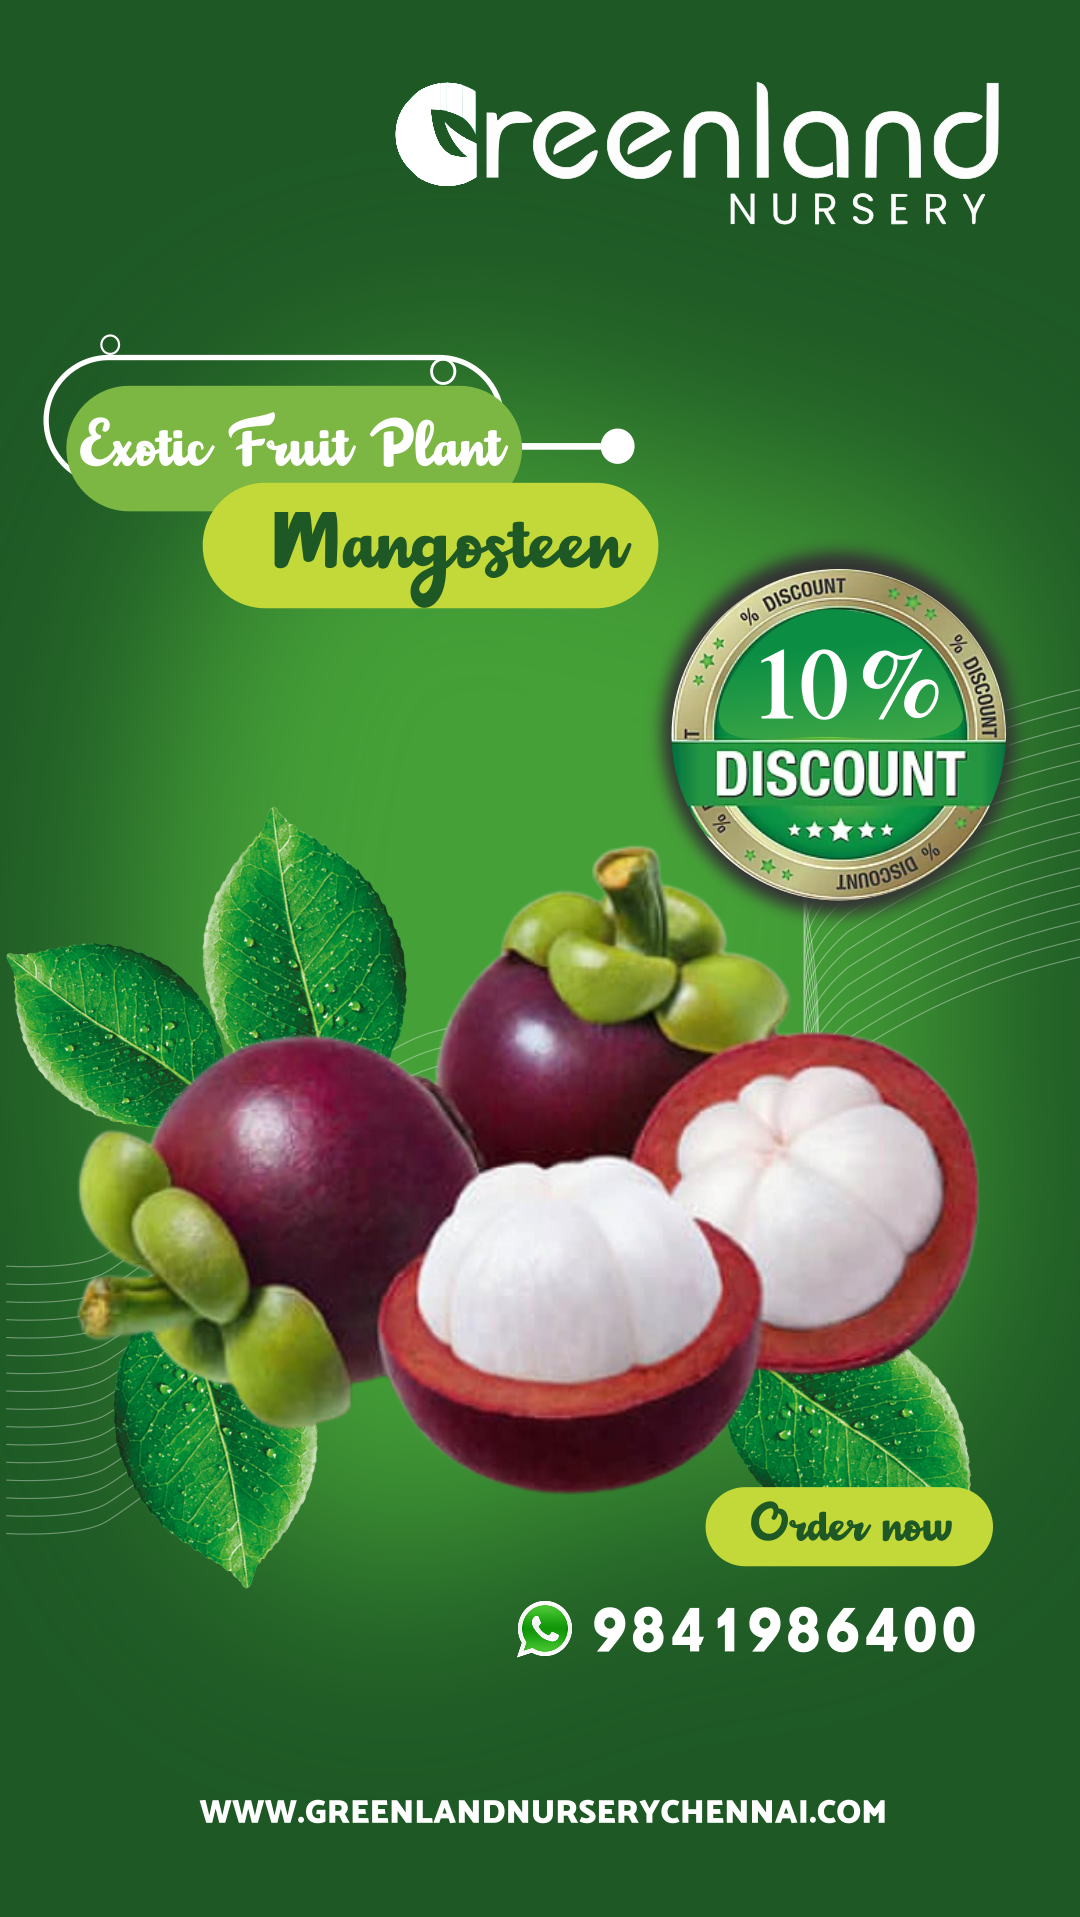 Greenland
NURSERY
Exotic Fruit Plant
Mangosteen
% DISCOUNT
% DISCOUNT
10%
DISCOUNT
% DISCOUNT
%
T
Order now
9841986400
WWW.GREENLANDNURSERYCHENNAI.COM